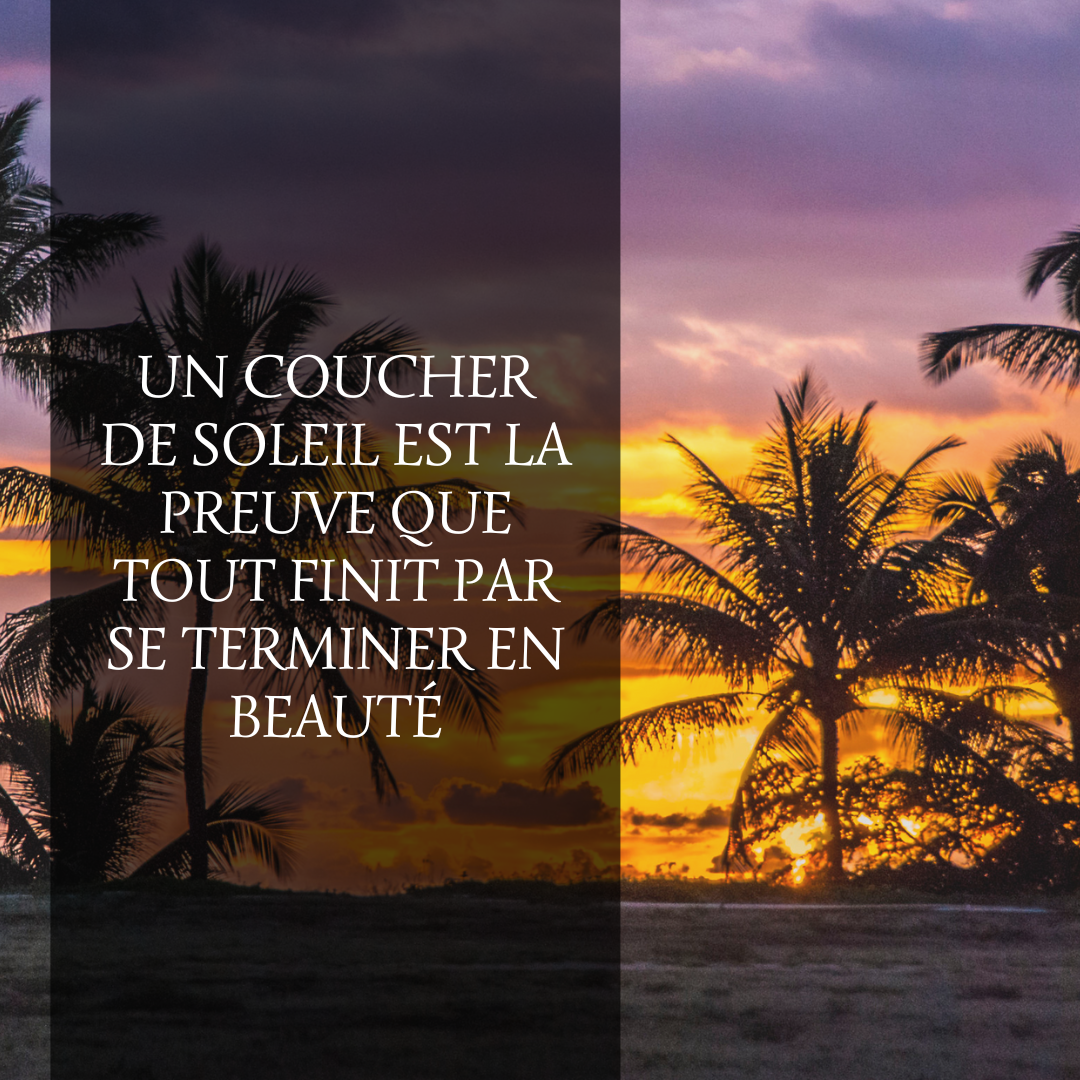 UN COUCHER
DE SOLEIL EST LA
PREUVE QUE
TOUT FINIT PAR
SE TERMINER EN
BEAUTÉ